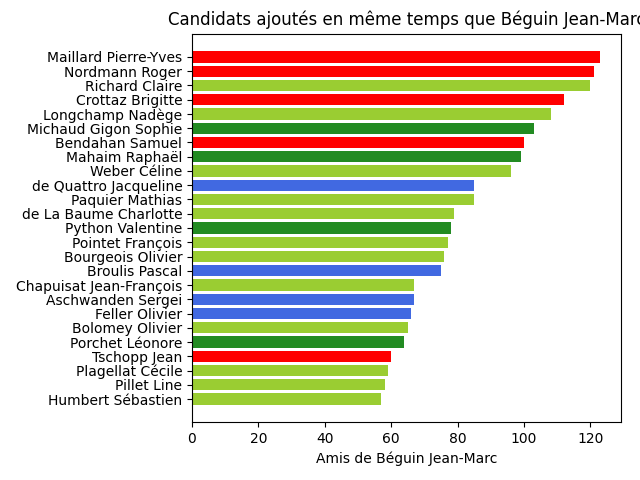 Candidats ajoutés en même temps que Béguin Jean-Marc
Maillard Pierre-Yves
Nordmann Roger
Richard Claire
Crottaz Brigitte
Longchamp Nadège
Michaud Gigon Sophie
Bendahan Samuel
Mahaim Raphaël
Weber Céline
de Quattro Jacqueline
Paquier Mathias
de La Baume Charlotte
Python Valentine
Pointet François
Bourgeois Olivier
Broulis Pascal
Chapuisat Jean-François
Aschwanden Sergei
Feller Olivier
Bolomey Olivier
Porchet Léonore
Tschopp Jean
Plagellat Cécile
Pillet Line
Humbert Sébastien
0 20 40 60 80 100 120
Amis de Béguin Jean-Marc